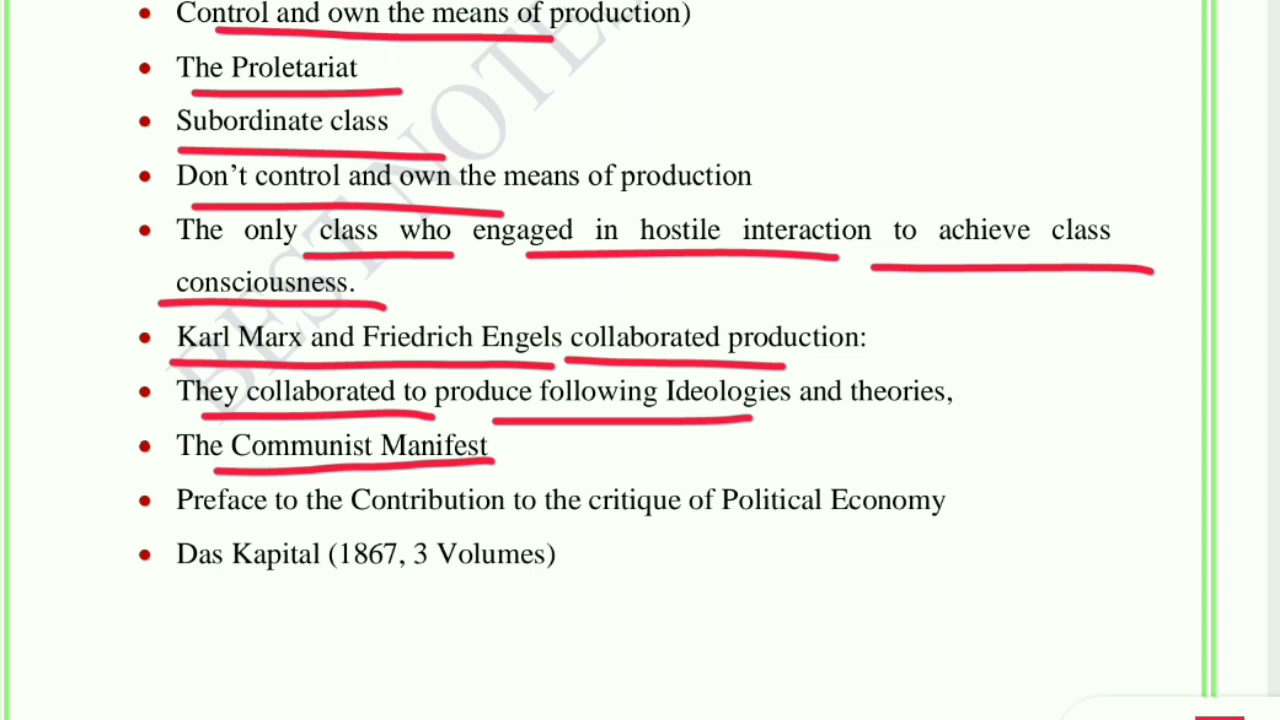 Control and own the means of production)
The Proletariat
Subordinate class
Don’t control and own the means of production
The only class who engaged in hostile interaction to achieve class
consciousness.
Karl Marx and Friedrich Engels collaborated production:
They collaborated to produce following Ideologies and theories,
The Communist Manifest
Preface to the Contribution to the critique of Political Economy
Das Kapital (1867, 3 Volumes)
BEST NOTES